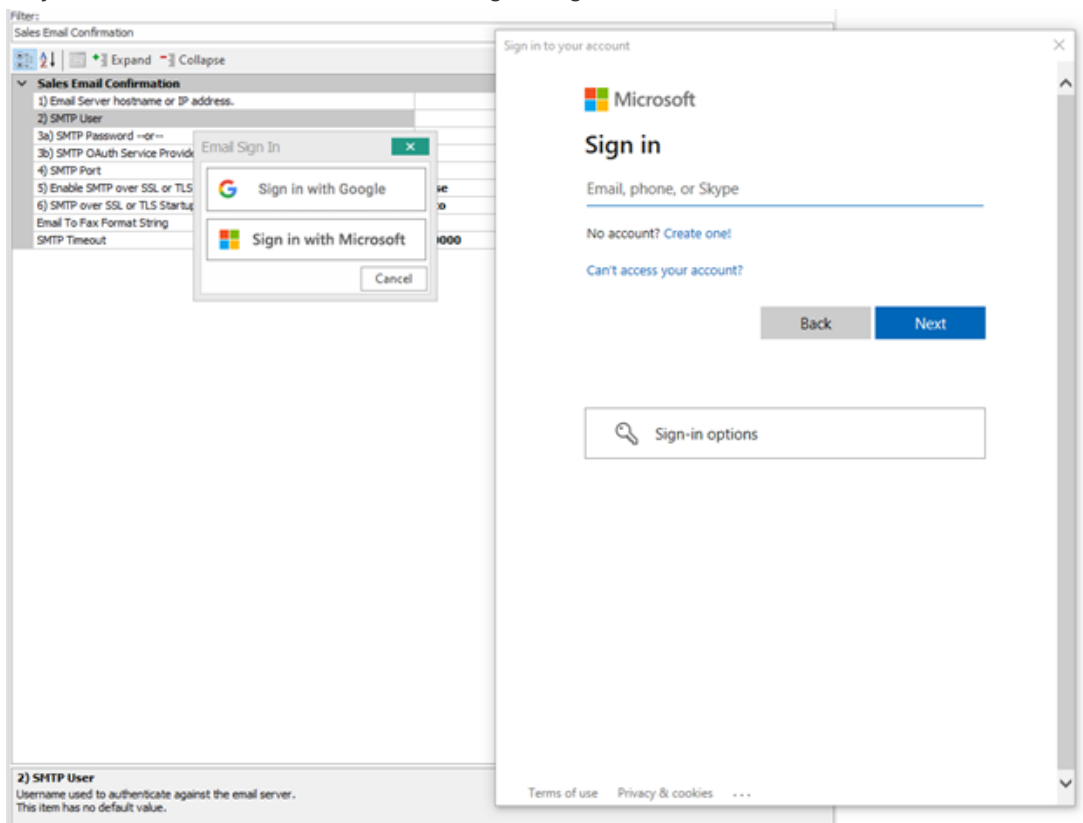 Filter:
Sales Email Confirmation
Expand Collapse
Sales Email Confirmation
1) Email Server hostname or IP address.
2) SMTP User
3a) SMTP Password --or--
3b) SMTP OAuth Service Provide
4) SMTP Port
5) Enable SMTP over SSL or TLS
se
6) SMTP over SSL or TLS Startup
to
Email To Fax Format String
SMTP Timeout
0000
Email Sign In
Sign in with Google
Sign in with Microsoft
Cancel
Sign in to your account
Microsoft
Sign in
Email, phone, or Skype
No account? Create one!
Can't access your account?
Back Next
Sign-in options
Terms of use Privacy & cookies ...
2) SMTP User
Username used to authenticate against the email server.
This item has no default value.